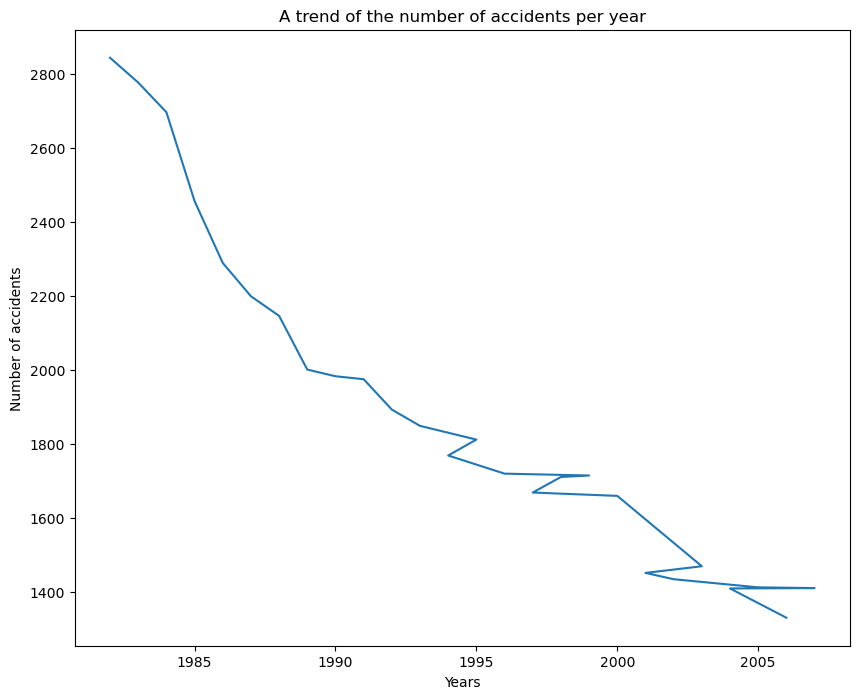 A trend of the number of accidents per year
Number of accidents
2800
2600
2400
2200
2000
1800
1600
1400
1985 1990 1995 2000 2005
Years